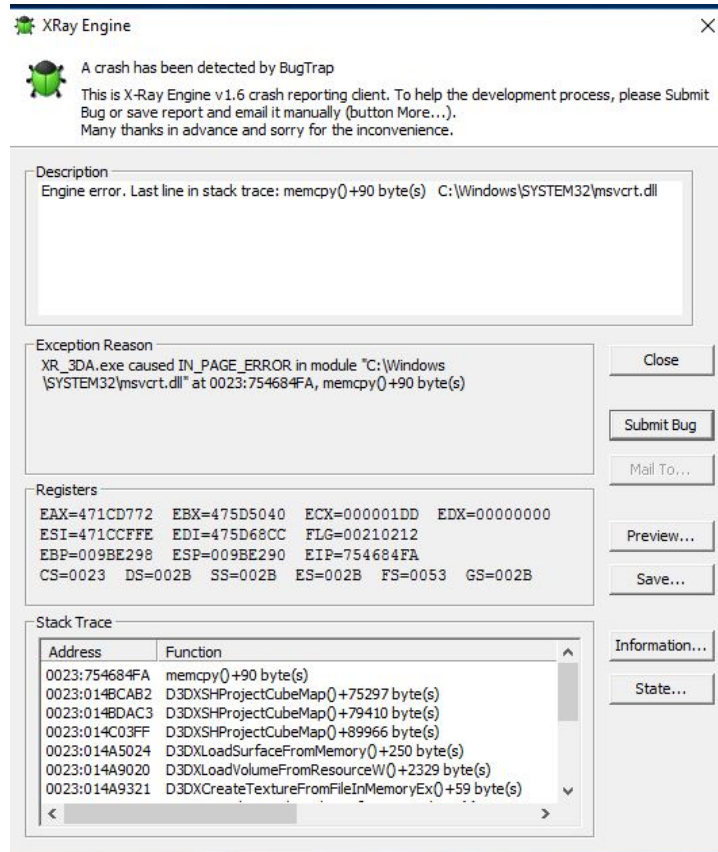 XRay Engine
A crash has been detected by BugTrap
This is X-Ray Engine v1.6 crash reporting client. To help the development process, please Submit
Bug or save report and email it manually (button More...).
Many thanks in advance and sorry for the inconvenience.
Description
Engine error. Last line in stack trace: memcpy()+90 byte(s) C:\Windows\SYSTEM32\msvcrt.dll
Exception Reason
XR_3DA.exe caused IN_PAGE_ERROR in module "C:\Windows
\SYSTEM32\msvcrt.dll" at 0023:754684FA, memcpy()+90 byte(s)
Close
Submit Bug
Mail To...
Registers
EAX=471CD772 EBX=475D5040 ECX=000001DD EDX=00000000
ESI=471CCFFE EDI=475D68CC FLG=00210212
EBP=009BE298 ESP=009BE290 EIP=754684FA
CS=0023 DS=002B SS=002B ES=002B FS=0053 GS=002B
Preview...
Save...
Stack Trace
Address Function
0023:754684FA memcpy()+90 byte(s)
0023:014BCAB2 D3DXSHProjectCubeMap()+75297 byte(s)
0023:014BDAC3 D3DXSHProjectCubeMap()+79410 byte(s)
0023:014C03FF D3DXSHProjectCubeMap()+89966 byte(s)
0023:014A5024 D3DXLoadSurfaceFromMemory()+250 byte(s)
0023:014A9020 D3DXLoadVolumeFromResourceW()+2329 byte(s)
0023:014A9321 D3DXCreateTextureFromFileInMemoryEx()+59 byte(s)
Information...
State...